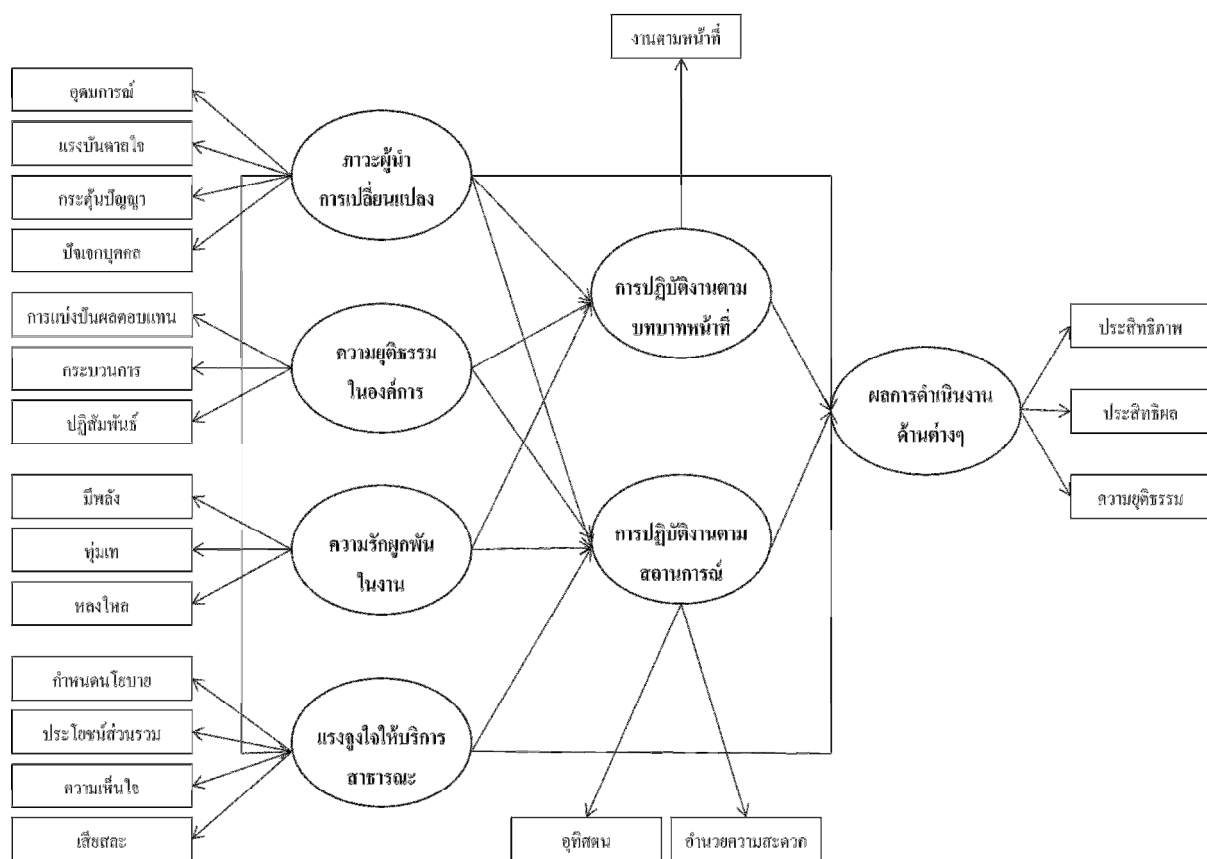 งานตามหน้าที่
อุดมการณ์
แรงบันดาลใจ
กระตุ้นปัญญา
ปัจเจกบุคคล
ภาวะผู้นำ
การเปลี่ยนแปลง
การแบ่งปันผลตอบแทน
กระบวนการ
ปฏิสัมพันธ์
ความยุติธรรม
ในองค์การ
มีพลัง
ทุ่มเท
หลงใหล
ความรักผูกพัน
ในงาน
กำหนดนโยบาย
ประโยชน์ส่วนรวม
ความเห็นใจ
เสียสละ
แรงจูงใจให้บริการ
สาธารณะ
การปฏิบัติงานตาม
บทบาทหน้าที่
การปฏิบัติงานตาม
สถานการณ์
อุทิศตน
อำนวยความสะดวก
ผลการดำเนินงาน
ด้านต่างๆ
ประสิทธิภาพ
ประสิทธิผล
ความยุติธรรม